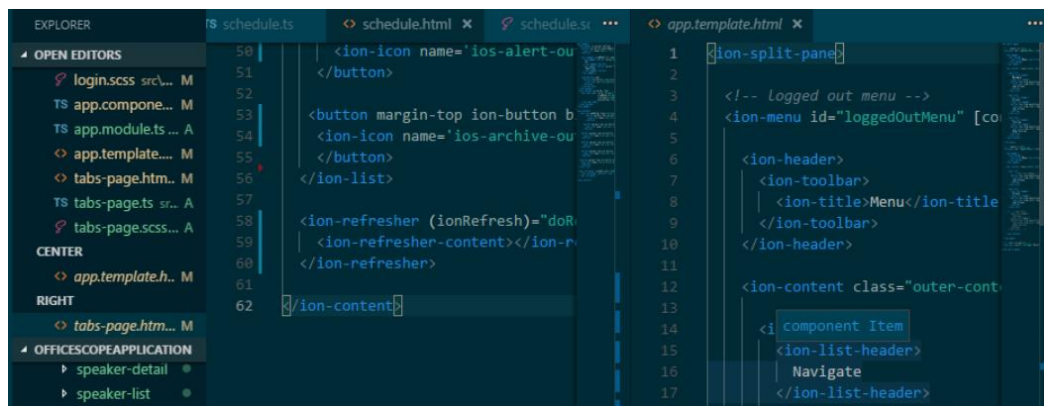 EXPLORER
OPEN EDITORS
login.scss src\... M
TS app.compone... M
TS app.module.ts ... A
<> app.template.... M
<> tabs-page.htm.. M
TS tabs-page.ts sr... A
tabs-page.scss... A
CENTER
<> app.template.h.. M
RIGHT
<> tabs-page.htm... M
OFFICESCOPEAPPLICATION
speaker-detail
speaker-list
TS schedule.ts
<> schedule.html ×
schedule.sc ...
50 <ion-icon name='ios-alert-ou
51 </button>
52
53 <button margin-top ion-button b
54 <ion-icon name='ios-archive-ou
55 </button>
56 </ion-list>
57
58 <ion-refresher (ionRefresh)="doR
59 <ion-refresher-content></ion-r
60 </ion-refresher>
61
62 </ion-content>
<> app.template.html ×
...
1 <ion-split-pane>
2
3 <!-- Logged out menu -->
4 <ion-menu id="loggedOutMenu" [co
5
6 <ion-header>
7 <ion-toolbar>
8 <ion-title>Menu</ion-title
9 </ion-toolbar>
10 </ion-header>
11
12 <ion-content class="outer-cont
13
14 <i component Item
15 <ion-list-header>
16 Navigate
17 </ion-list-header>